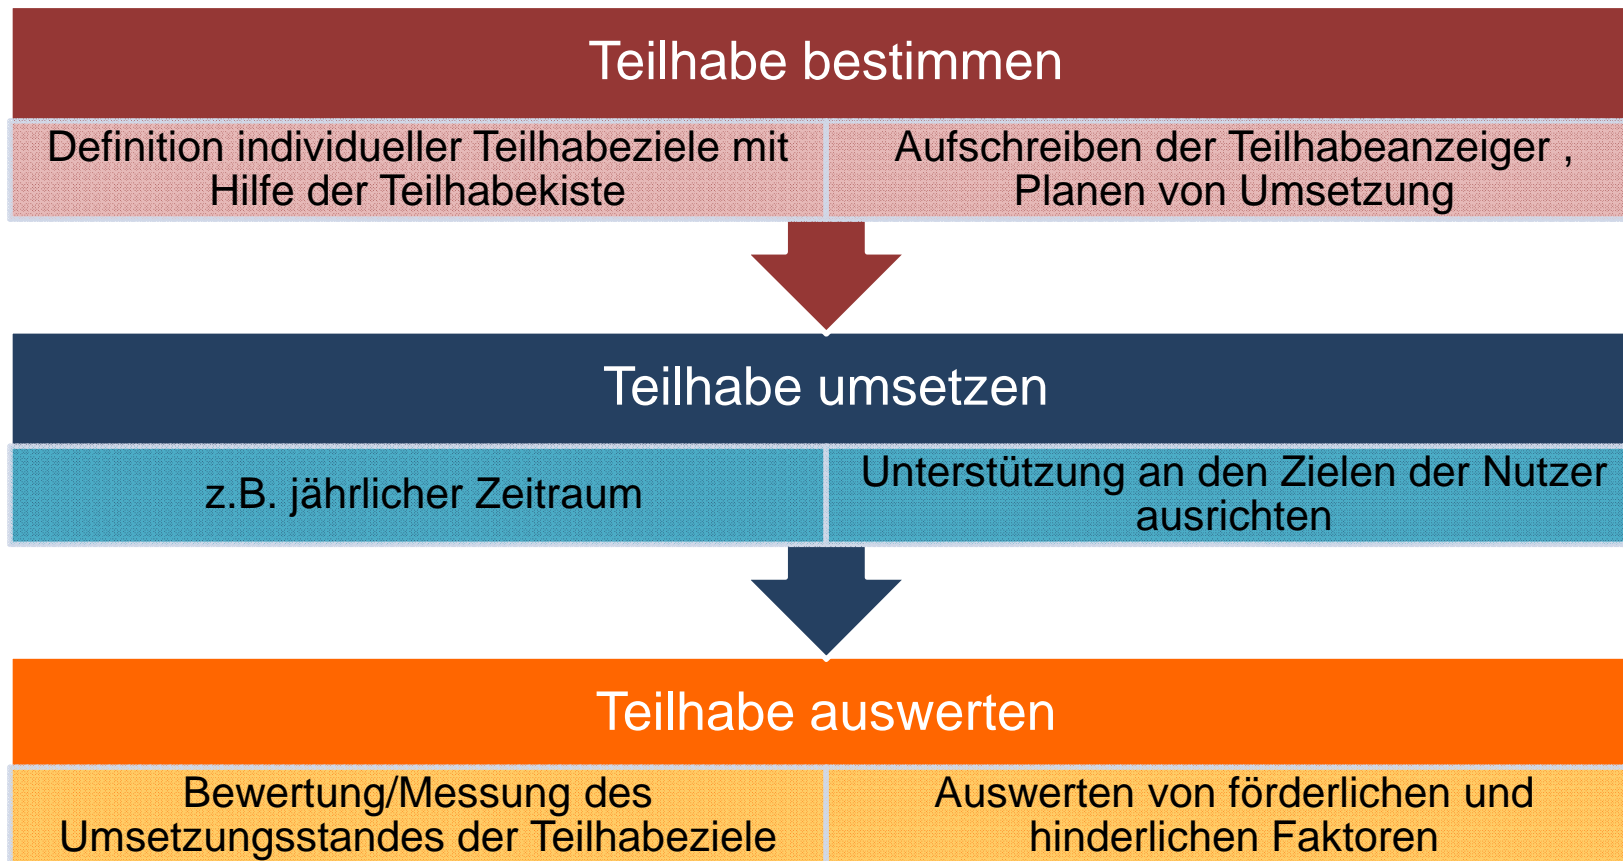 Teilhabe bestimmen
Definition individueller Teilhabeziele mit
Hilfe der Teilhabekiste
Aufschreiben der Teilhabeanzeiger ,
Planen von Umsetzung
Teilhabe umsetzen
z.B. jährlicher Zeitraum
Unterstützung an den Zielen der Nutzer
ausrichten
Teilhabe auswerten
Bewertung/Messung des
Umsetzungsstandes der Teilhabeziele
Auswerten von förderlichen und
hinderlichen Faktoren